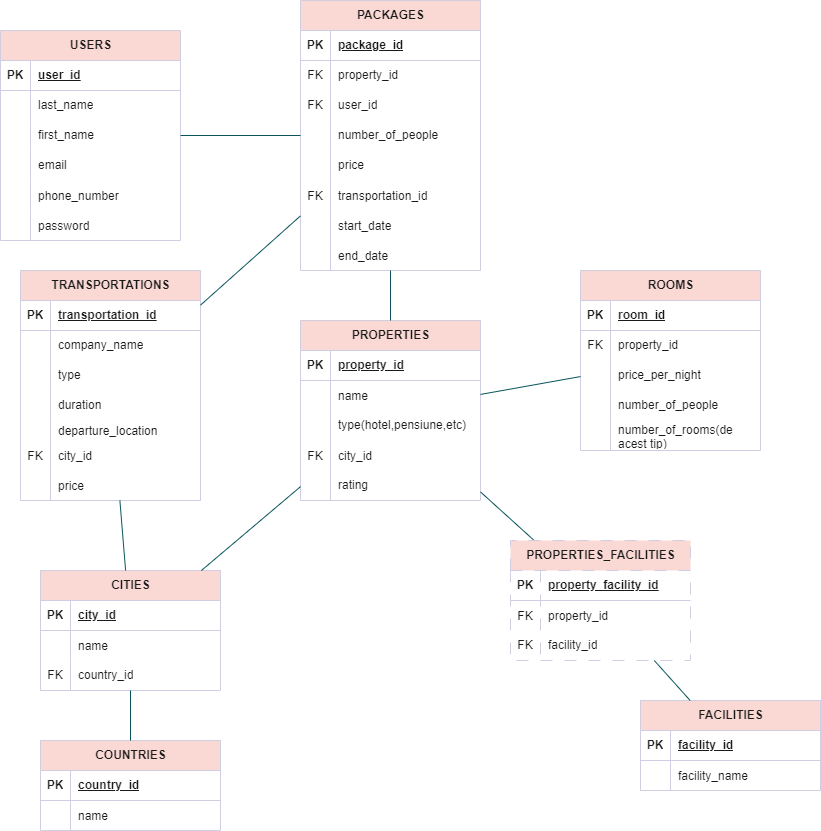 PACKAGES
PK package_id
FK property_id
FK user_id
number_of_people
price
FK transportation_id
start_date
end_date
USERS
PK user_id
last_name
first_name
email
phone_number
password
TRANSPORTATIONS
PK transportation_id
company_name
type
duration
departure_location
FK city_id
price
PROPERTIES
PK property_id
name
type(hotel,pensiune,etc)
FK city_id
rating
ROOMS
PK room_id
FK property_id
price_per_night
number_of_people
number_of_rooms(de
acest tip)
PROPERTIES_FACILITIES
PK property_facility_id
FK property_id
FK facility_id
CITIES
PK city_id
name
FK country_id
FACILITIES
PK facility_id
facility_name
COUNTRIES
PK country_id
name